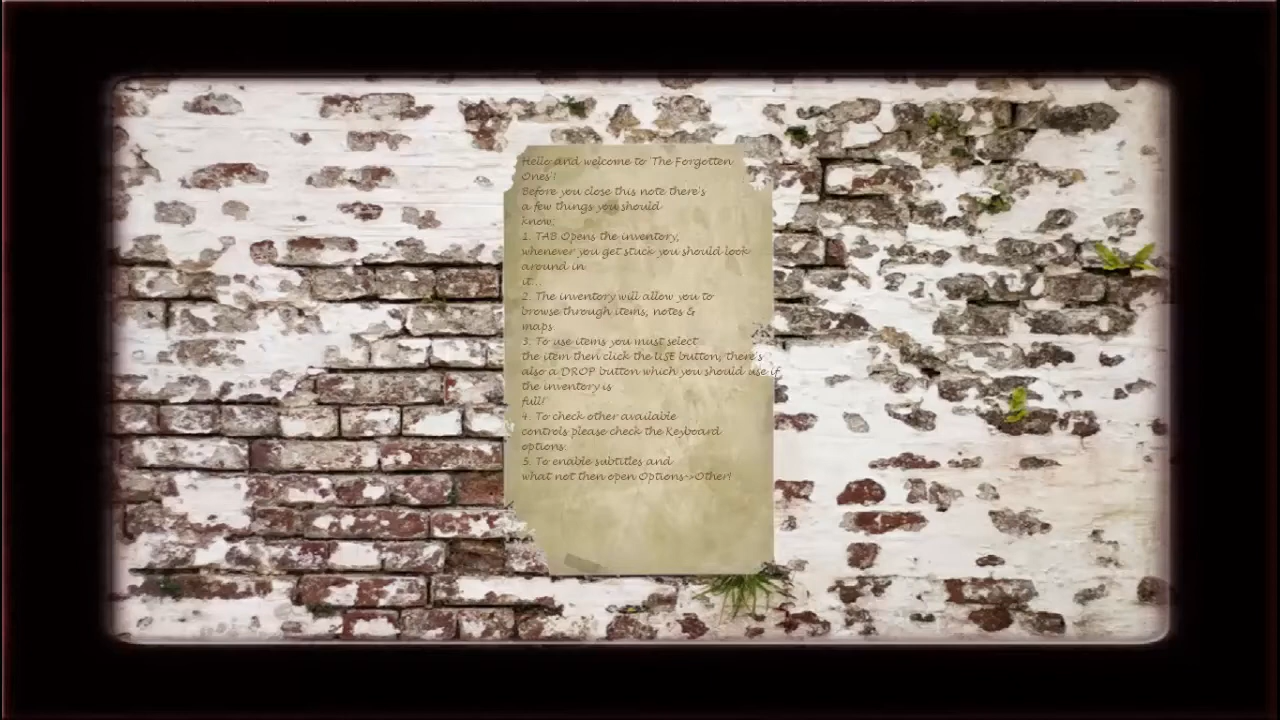 Hello and welcome to 'The Forgotten
Ones'!
Before you close this note there's
a few things you should
know;
1. TAB Opens the inventory,
whenever you get stuck you should look
around in
it...
2. The inventory will allow you to
browse through items, notes &
maps
3. To use items you must select
the item then click the USE button, there's
also a DROP button which you should use if
the inventory is
full!
4. To check other available
controls please check the Keyboard
options.
5. To enable subtitles and
what not then open Options->Other!